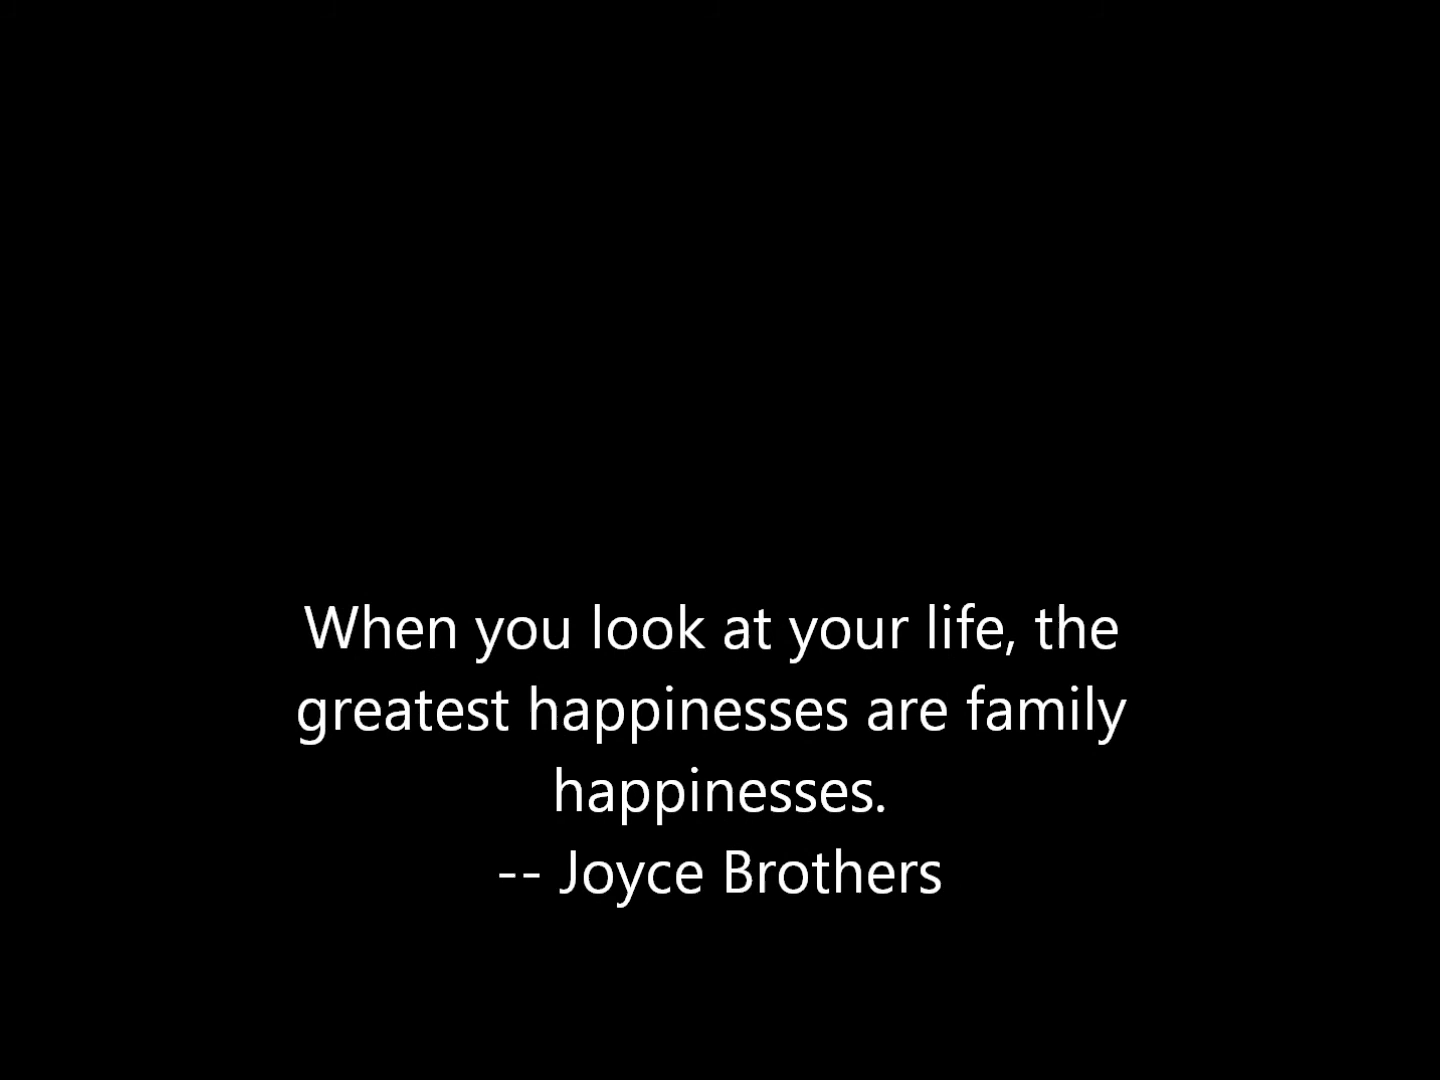 When you look at your life, the
greatest happinesses are family
happinesses.
-- Joyce Brothers